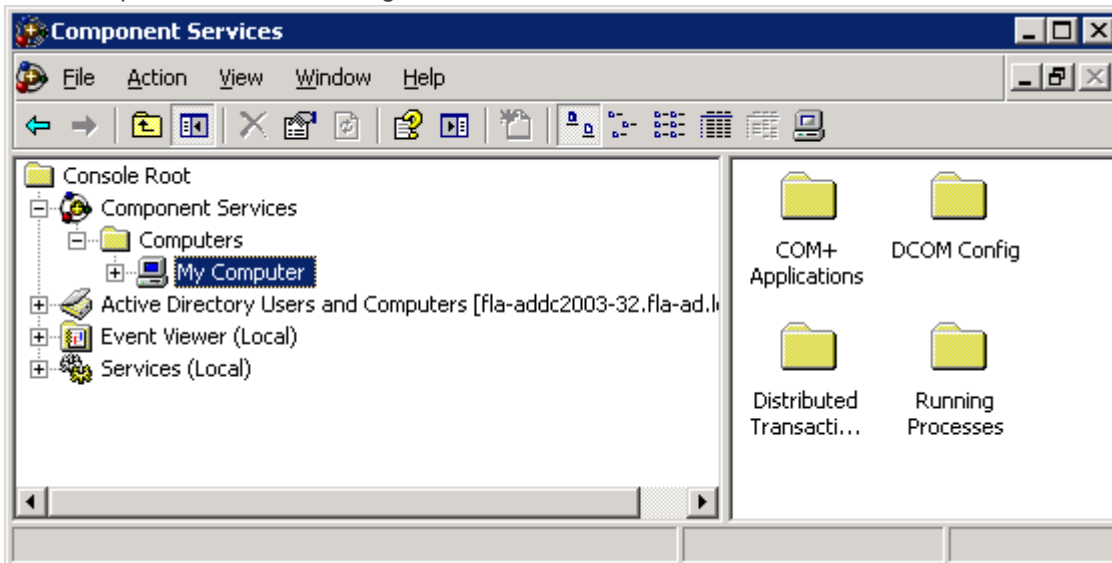 Component Services
File Action View Window Help
Console Root
Component Services
Computers
My Computer
Active Directory Users and Computers [fla-addc2003-32.fla-ad.l
Event Viewer (Local)
Services (Local)
COM+
Applications
DCOM Config
Distributed
Transacti...
Running
Processes